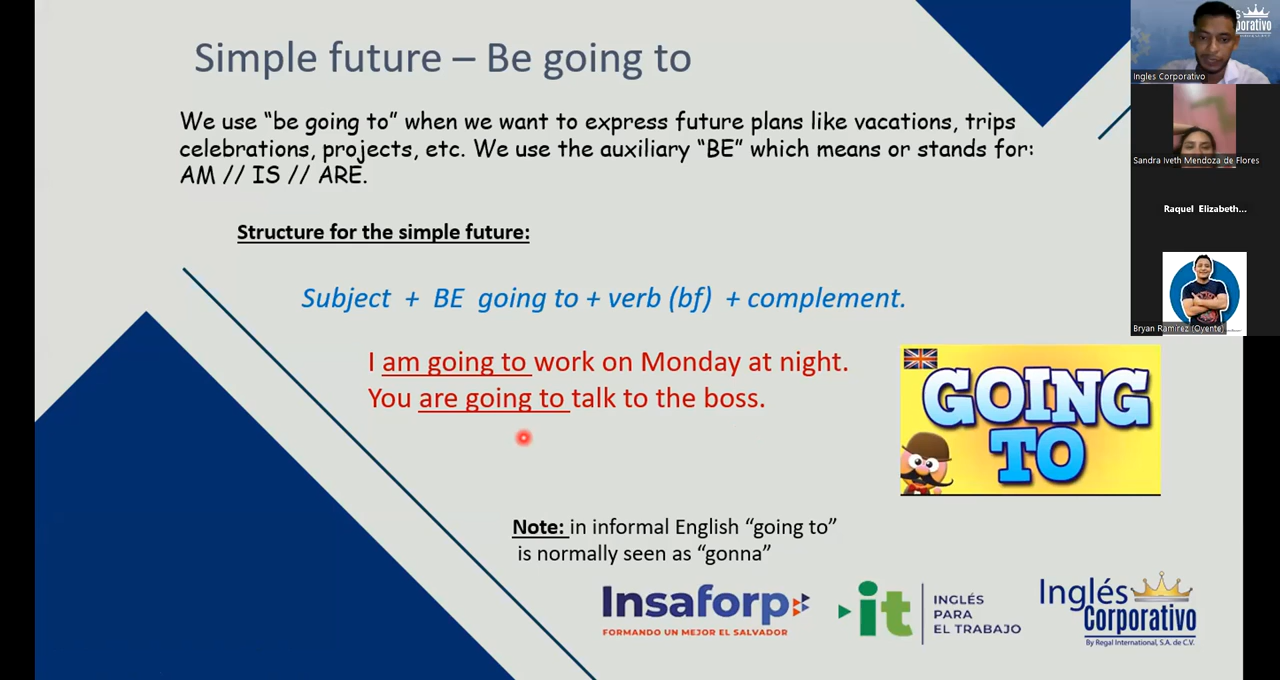 Simple future – Be going to
We use “be going to” when we want to express future plans like vacations, trips
celebrations, projects, etc. We use the auxiliary “BE” which means or stands for:
AM // IS // ARE.
Structure for the simple future:
Subject + BE going to + verb (bf) + complement.
I am going to work on Monday at night.
You are going to talk to the boss.
GOING
TO
Note: in informal English “going to”
is normally seen as “gonna”
Insaforp
FORMANDO UN MEJOR EL SALVADOR
it
INGLÉS
PARA
EL TRABAJO
Inglés
Corporativo
By Regal International, S.A. de C.V.
Ingles Corporativo
Sandra Iveth Mendoza de Flores
Raquel Elizabeth...
Bryan Ramírez (Oyente)